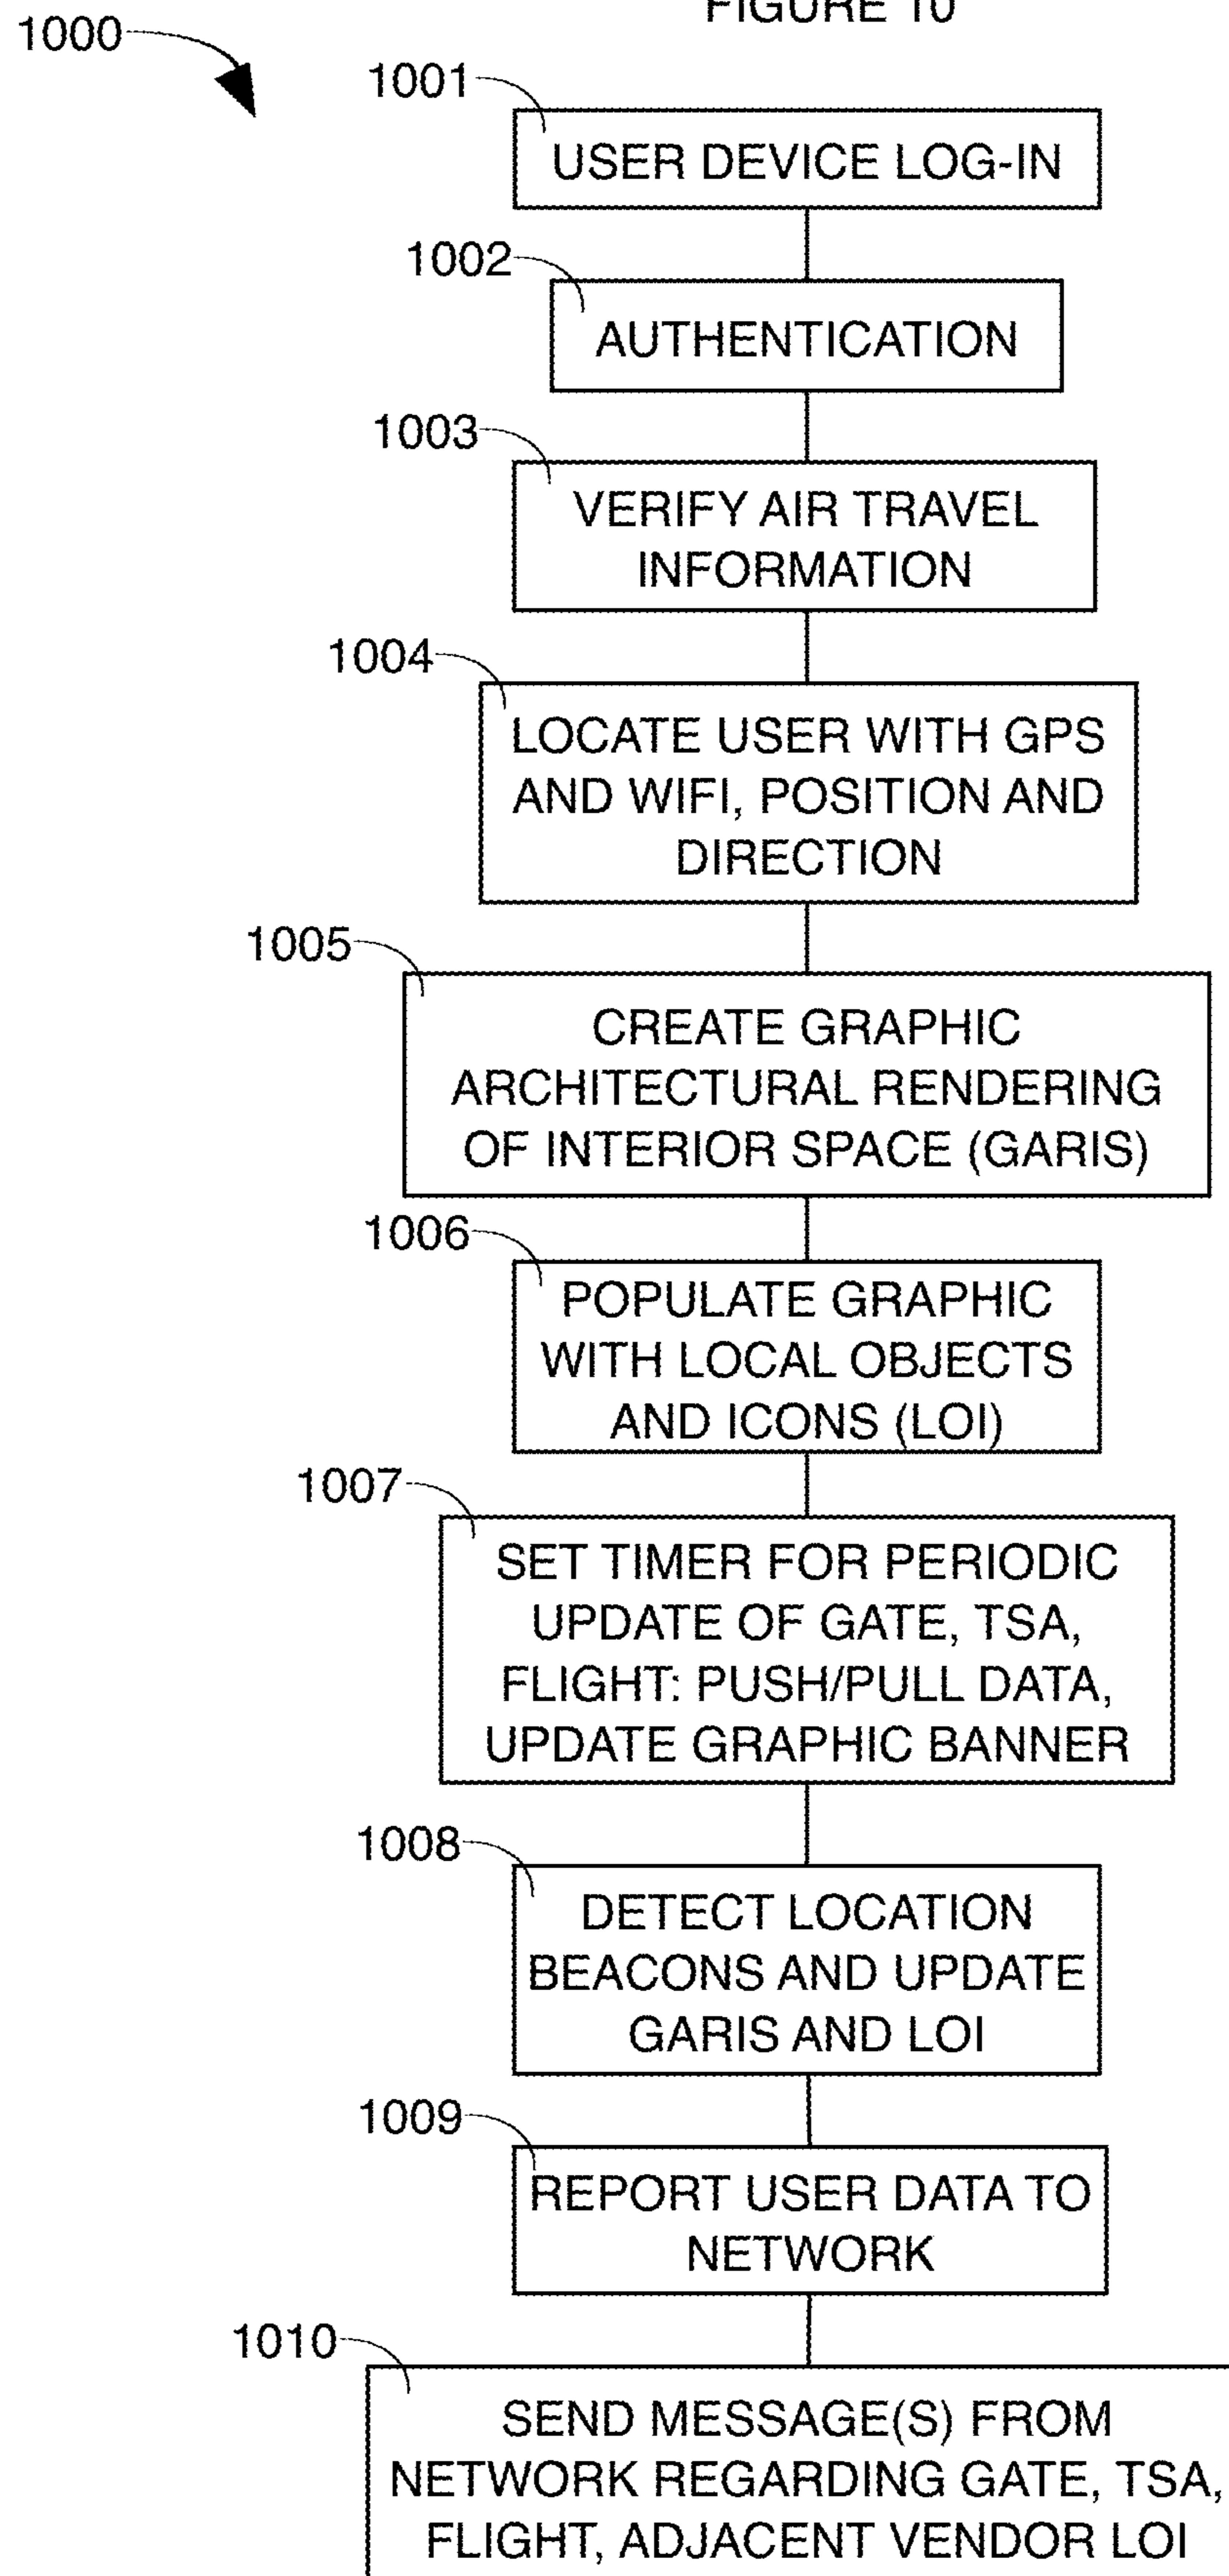 FIGURE 10
1000
1001
USER DEVICE LOG-IN
1002
AUTHENTICATION
1003
VERIFY AIR TRAVEL
INFORMATION
1004
LOCATE USER WITH GPS
AND WIFI, POSITION AND
DIRECTION
1005
CREATE GRAPHIC
ARCHITECTURAL RENDERING
OF INTERIOR SPACE (GARIS)
1006
POPULATE GRAPHIC
WITH LOCAL OBJECTS
AND ICONS (LOI)
1007
SET TIMER FOR PERIODIC
UPDATE OF GATE, TSA,
FLIGHT: PUSH/PULL DATA,
UPDATE GRAPHIC BANNER
1008
DETECT LOCATION
BEACONS AND UPDATE
GARIS AND LOI
1009
REPORT USER DATA TO
NETWORK
1010
SEND MESSAGE(S) FROM
NETWORK REGARDING GATE, TSA,
FLIGHT, ADJACENT VENDOR LOI